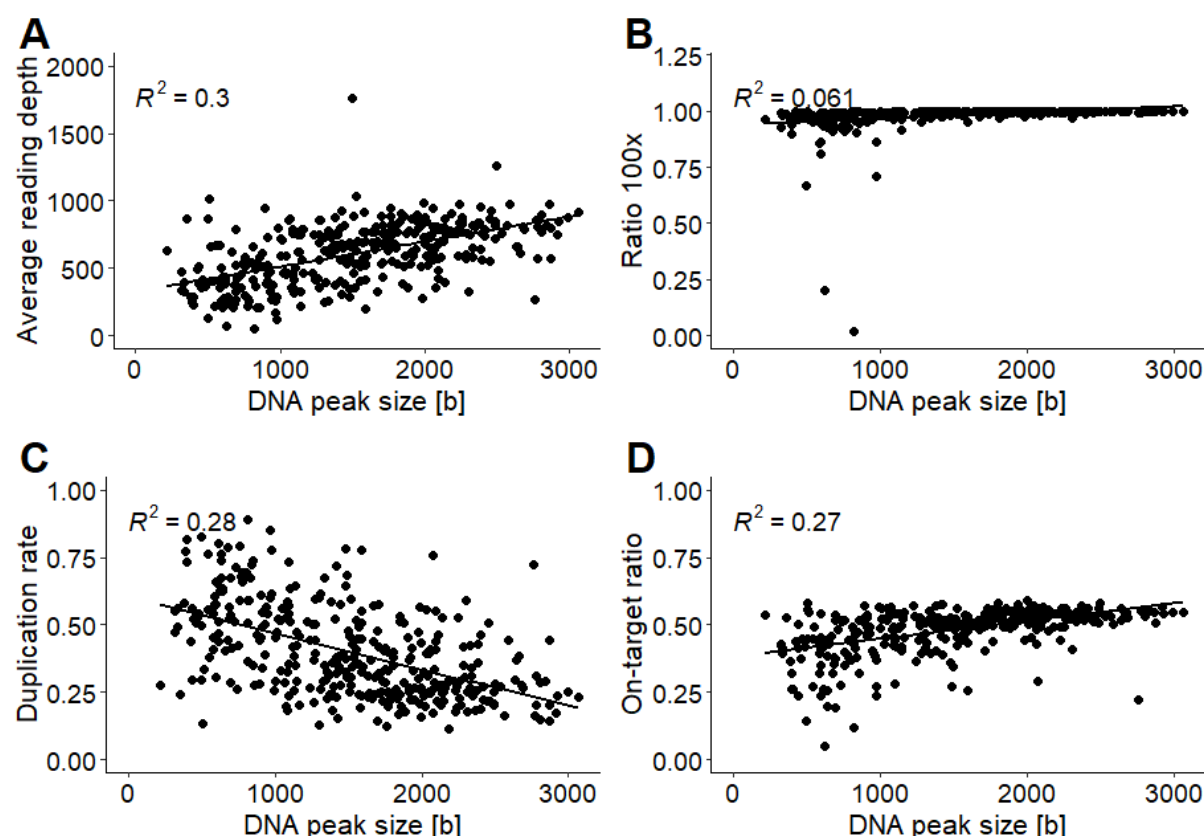 A
Average reading depth
2000
1500
1000
500
0
R² = 0.3
0 1000 2000 3000
DNA peak size [b]
B
Ratio 100x
1.25
1.00
0.75
0.50
0.25
0.00
R² = 0.061
0 1000 2000 3000
DNA peak size [b]
C
Duplication rate
1.00
0.75
0.50
0.25
0.00
R² = 0.28
0 1000 2000 3000
DNA peak size [b]
D
On-target ratio
1.00
0.75
0.50
0.25
0.00
R² = 0.27
0 1000 2000 3000
DNA peak size [b]